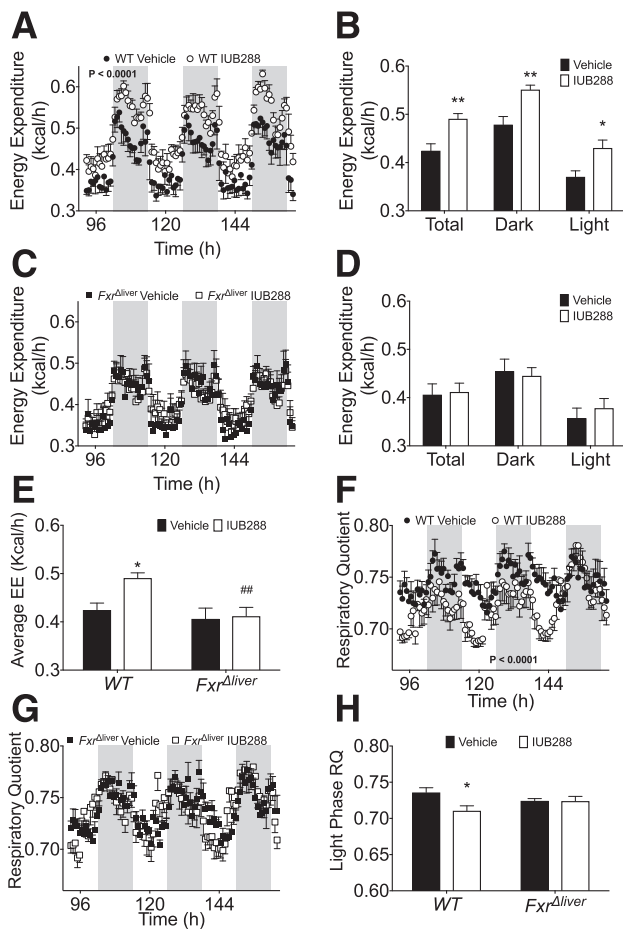 A
● WT Vehicle ○ WT IUB288
P < 0.0001
Energy Expenditure
(kcal/h)
0.6
0.5
0.4
0.3
96 120 144
Time (h)
B
Vehicle
IUB288
Energy Expenditure
(kcal/h)
0.6
0.5
0.4
0.3
** ** *
Total Dark Light
C
■ FxrΔliver Vehicle □ FxrΔliver IUB288
Energy Expenditure
(kcal/h)
0.6
0.5
0.4
0.3
96 120 144
Time (h)
D
Vehicle
IUB288
Energy Expenditure
(kcal/h)
0.6
0.5
0.4
0.3
Total Dark Light
E
Vehicle IUB288
Average EE (Kcal/h)
0.6
0.5
0.4
0.3
* ##
WT FxrΔliver
F
● WT Vehicle ○ WT IUB288
Respiratory Quotient
0.80
0.75
0.70
P < 0.0001
96 120 144
Time (h)
G
■ FxrΔliver Vehicle □ FxrΔliver IUB288
Respiratory Quotient
0.80
0.75
0.70
96 120 144
Time (h)
H
Vehicle IUB288
Light Phase RQ
0.80
0.75
0.70
0.65
0.60
*
WT FxrΔliver